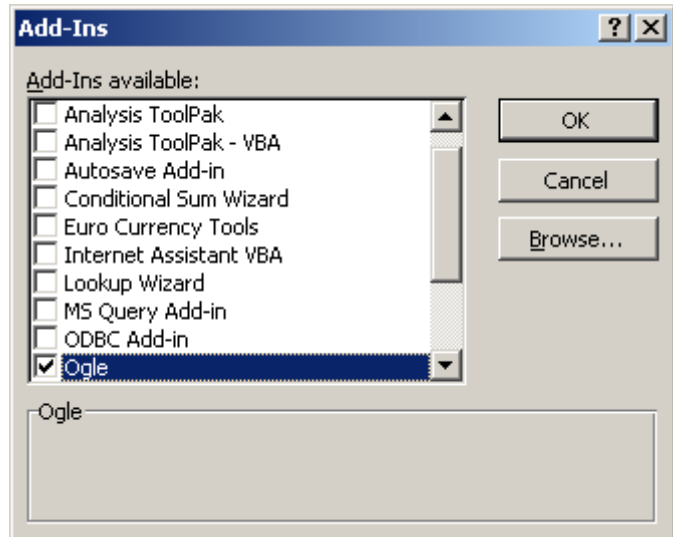 Add-Ins
Add-Ins available:
Analysis ToolPak
Analysis ToolPak - VBA
Autosave Add-in
Conditional Sum Wizard
Euro Currency Tools
Internet Assistant VBA
Lookup Wizard
MS Query Add-in
ODBC Add-in
Ogle
OK
Cancel
Browse...
Ogle